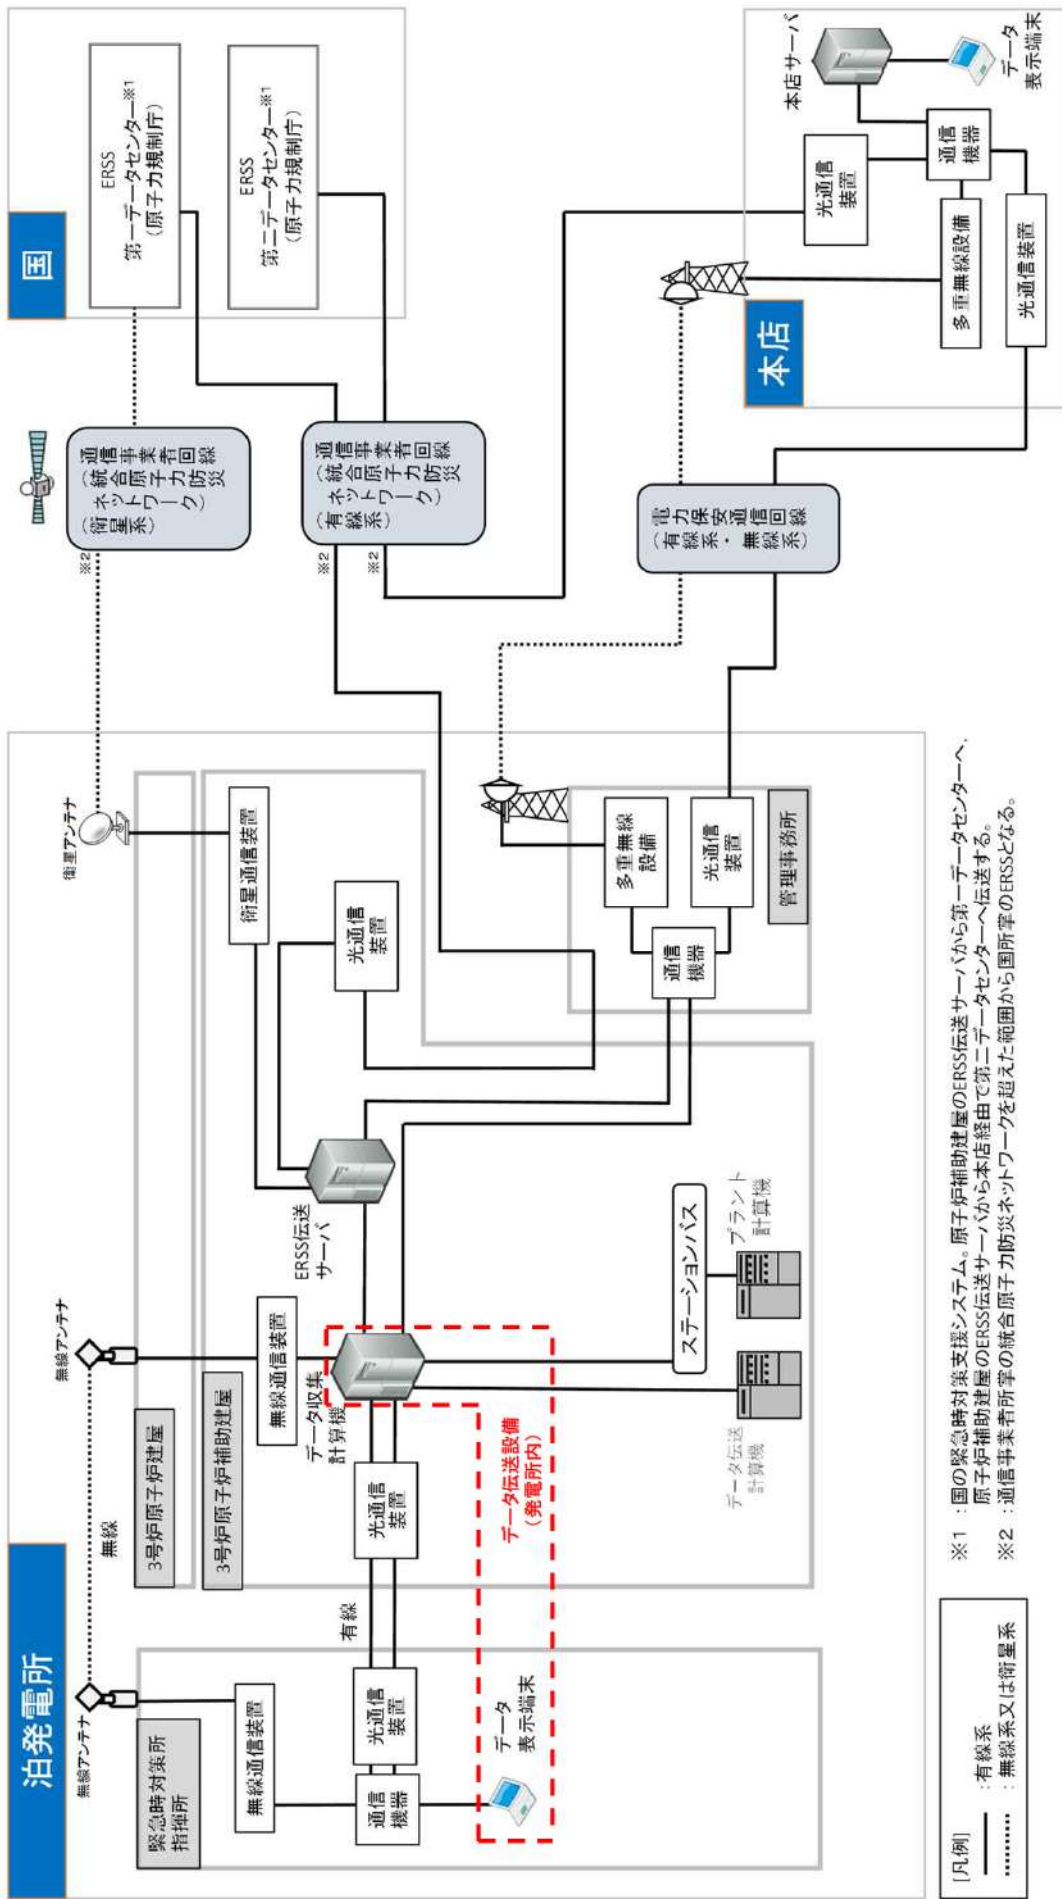 泊発電所
国
本店
ERSS
第一データセンター※1
(原子力規制庁)
ERSS
第二データセンター※1
(原子力規制庁)
通信事業者回線
(統合原子力防災
ネットワーク)
(衛星系)
※2
通信事業者回線
(統合原子力防災
ネットワーク)
(有線系)
※2
※2
電力保安通信回線
(有線系・無線系)
本店サーバ
データ
表示端末
通信
機器
光通信
装置
多重無線設備
光通信装置
衛星アンテナ
衛星通信装置
光通信
装置
ERSS伝送
サーバ
多重無線
設備
光通信
装置
通信
機器
管理事務所
無線アンテナ
無線
無線アンテナ
3号炉原子炉建屋
3号炉原子炉補助建屋
無線通信装置
データ収集
計算機
光通信
装置
有線
データ伝送設備
(発電所内)
ステーションバス
プラント
計算機
データ伝送
計算機
緊急時対策所
指揮所
無線通信装置
光通信
装置
通信
機器
データ
表示端末
[凡例]
:有線系
:無線系又は衛星系
※1 :国の緊急時対策支援システム。原子炉補助建屋のERSS伝送サーバから第一データセンターへ,
原子炉補助建屋のERSS伝送サーバから本店経由で第二データセンターへ伝送する。
※2 :通信事業者所掌の統合原子力防災ネットワークを超えた範囲から国所掌のERSSとなる。